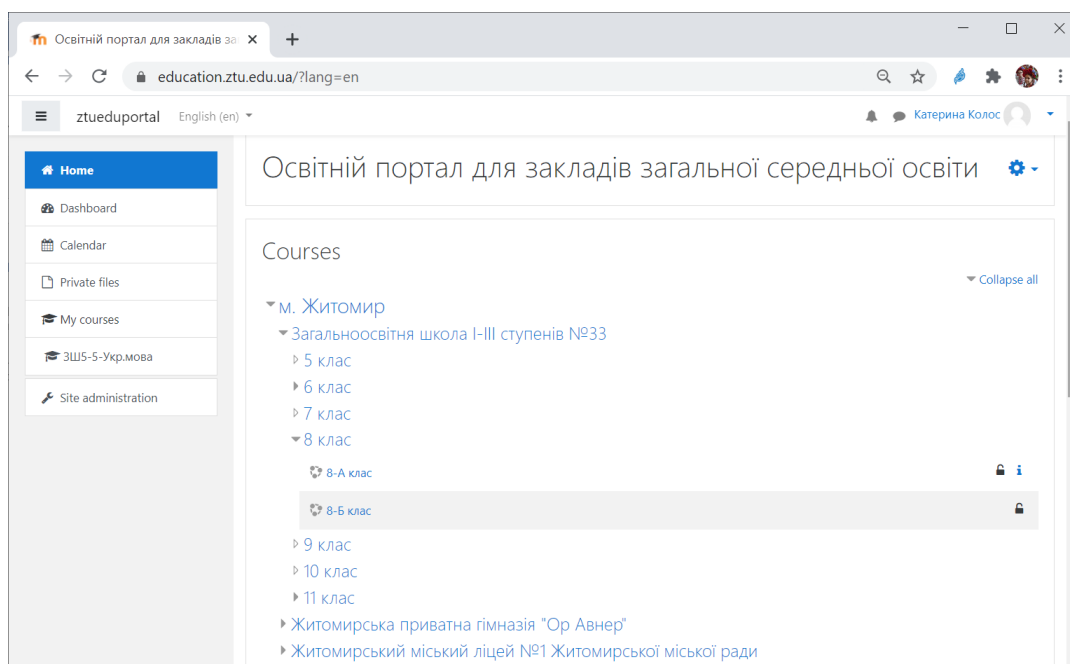 Освітній портал для закладів за
education.ztu.edu.ua/?lang=en
ztueduportal English (en)
Катерина Колос
Home
Dashboard
Calendar
Private files
My courses
ЗШ5-5-Укр.мова
Site administration
Освітній портал для закладів загальної середньої освіти
Courses
Collapse all
м. Житомир
Загальноосвітня школа І-ІІІ ступенів №33
5 клас
6 клас
7 клас
8 клас
8-А клас
8-Б клас
9 клас
10 клас
11 клас
Житомирська приватна гімназія "Ор Авнер"
Житомирський міський ліцей №1 Житомирської міської ради